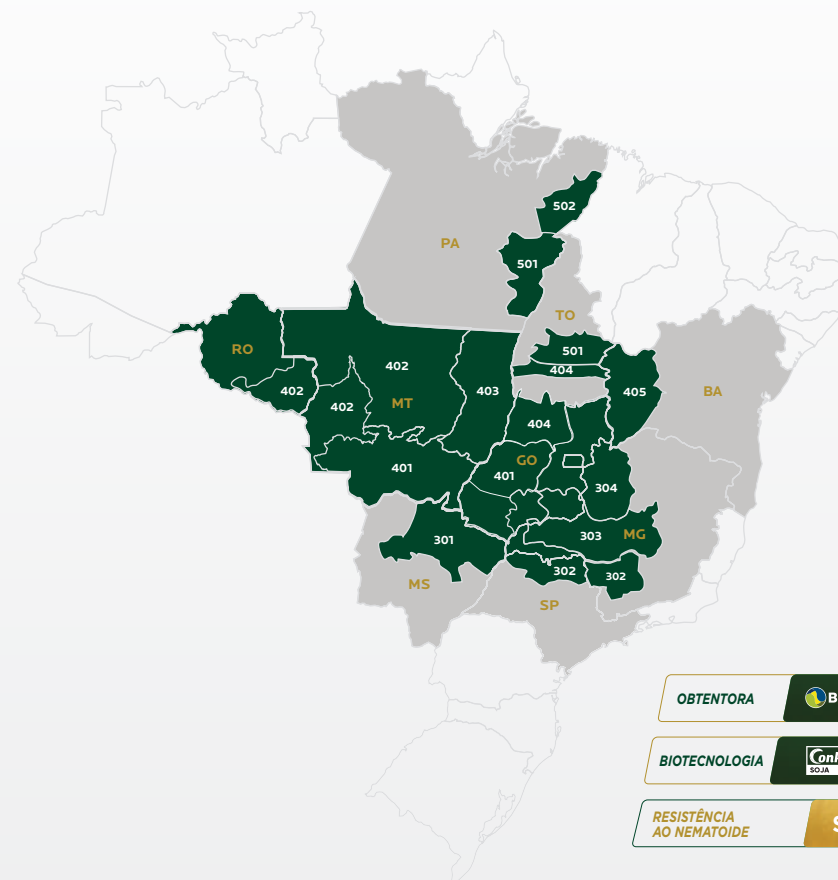 502
PA
501
TO
RO
501
402
404
402
403
405
BA
402
MT
404
GO
401
401
304
MG
303
301
302
302
MS
SP
OBTENTORA
B
BIOTECNOLOGIA
Conk
SOJA
RESISTÊNCIA
AO NEMATOIDE
S